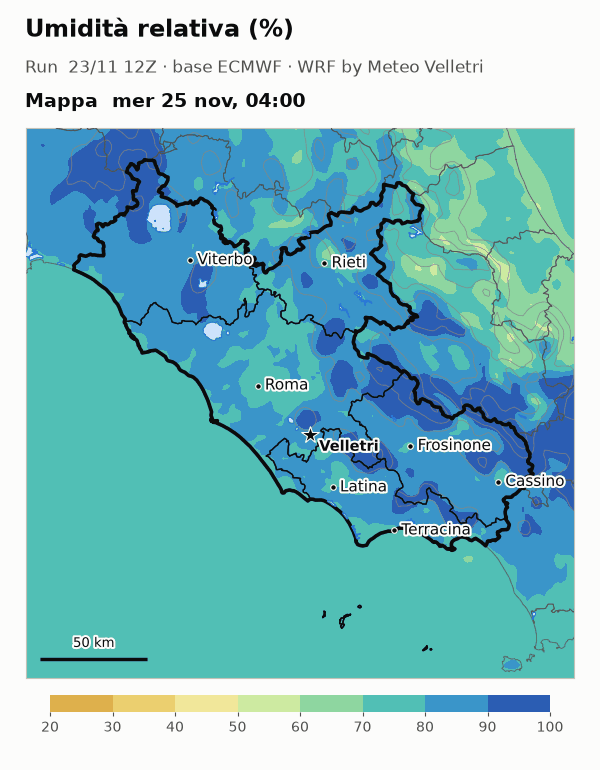 Umidità relativa (%)
Run  23/11 12Z · base ECMWF · WRF by Meteo Velletri
Mappa  mer 25 nov, 04:00
Viterbo
Rieti
Roma
Velletri
Frosinone
Cassino
Latina
Terracina
50 km
20 30 40 50 60 70 80 90 100